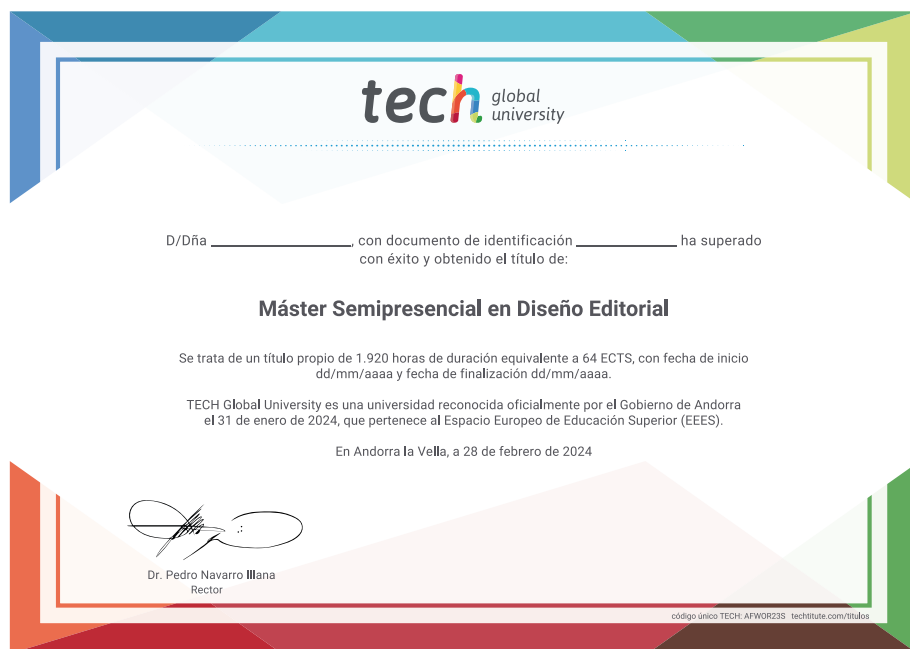 tech global university
D/Dña ________________, con documento de identificación ____________ ha superado
con éxito y obtenido el título de:
Máster Semipresencial en Diseño Editorial
Se trata de un título propio de 1.920 horas de duración equivalente a 64 ECTS, con fecha de inicio
dd/mm/aaaa y fecha de finalización dd/mm/aaaa.
TECH Global University es una universidad reconocida oficialmente por el Gobierno de Andorra
el 31 de enero de 2024, que pertenece al Espacio Europeo de Educación Superior (EEES).
En Andorra la Vella, a 28 de febrero de 2024
Dr. Pedro Navarro Illana
Rector
código único TECH: AFWOR23S techtitute.com/titulos